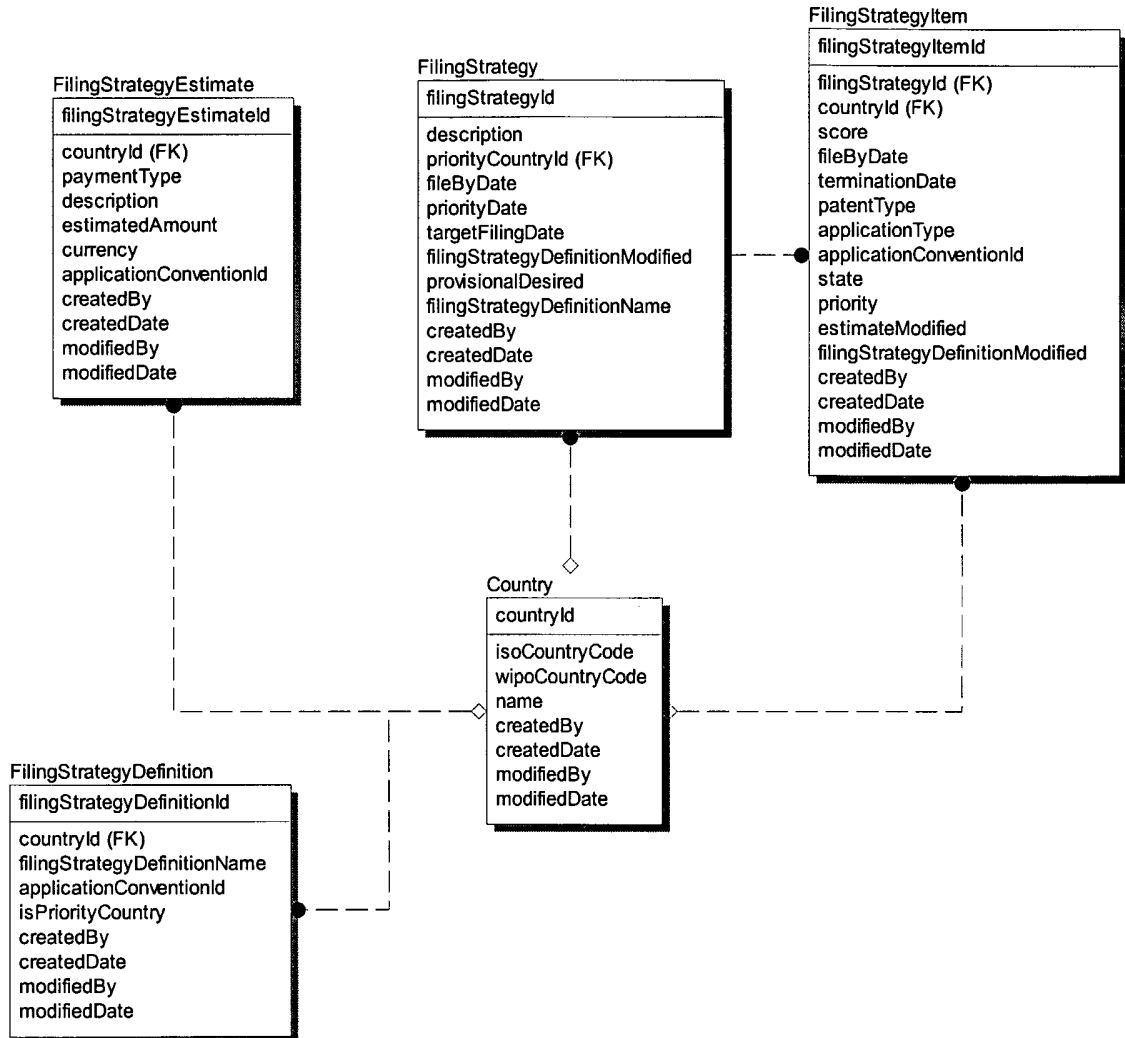 FilingStrategyEstimate
filingStrategyEstimateId
countryId (FK)
paymentType
description
estimatedAmount
currency
applicationConventionId
createdBy
createdDate
modifiedBy
modifiedDate
FilingStrategy
filingStrategyId
description
priorityCountryId (FK)
fileByDate
priorityDate
targetFilingDate
filingStrategyDefinitionModified
provisionalDesired
filingStrategyDefinitionName
createdBy
createdDate
modifiedBy
modifiedDate
FilingStrategyItem
filingStrategyItemId
filingStrategyId (FK)
countryId (FK)
score
fileByDate
terminationDate
patentType
applicationType
applicationConventionId
state
priority
estimateModified
filingStrategyDefinitionModified
createdBy
createdDate
modifiedBy
modifiedDate
Country
countryId
isoCountryCode
wipoCountryCode
name
createdBy
createdDate
modifiedBy
modifiedDate
FilingStrategyDefinition
filingStrategyDefinitionId
countryId (FK)
filingStrategyDefinitionName
applicationConventionId
isPriorityCountry
createdBy
createdDate
modifiedBy
modifiedDate